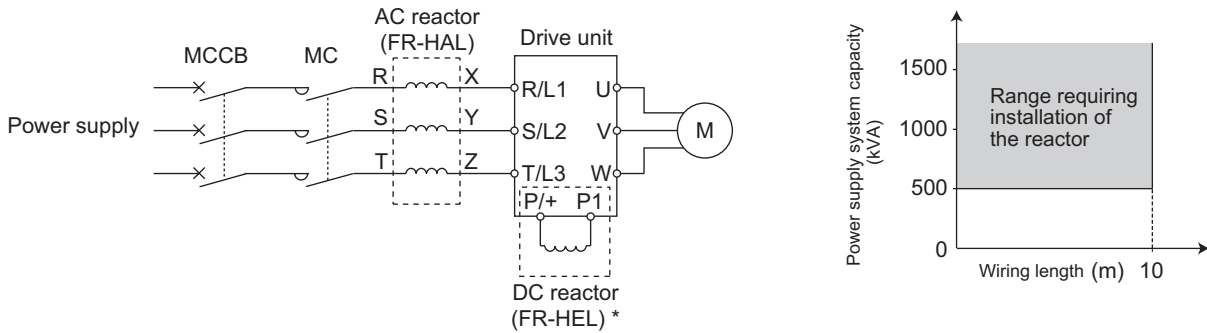 AC reactor
(FR-HAL)
Drive unit
MCCB
MC
R
X
R/L1
U
Power supply
S
Y
S/L2
V
M
T
Z
T/L3
W
P/+
P1
DC reactor
(FR-HEL) *
Power supply system capacity
(kVA)
1500
1000
500
0
Range requiring
installation of
the reactor
Wiring length (m)
10